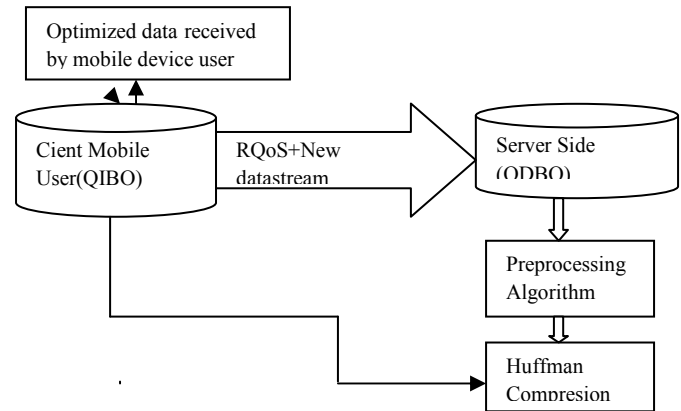 Optimized data received
by mobile device user
Cient Mobile
User(QIBO)
RQoS+New
datastream
Server Side
(ODBO)
Preprocessing
Algorithm
Huffman
Compresion